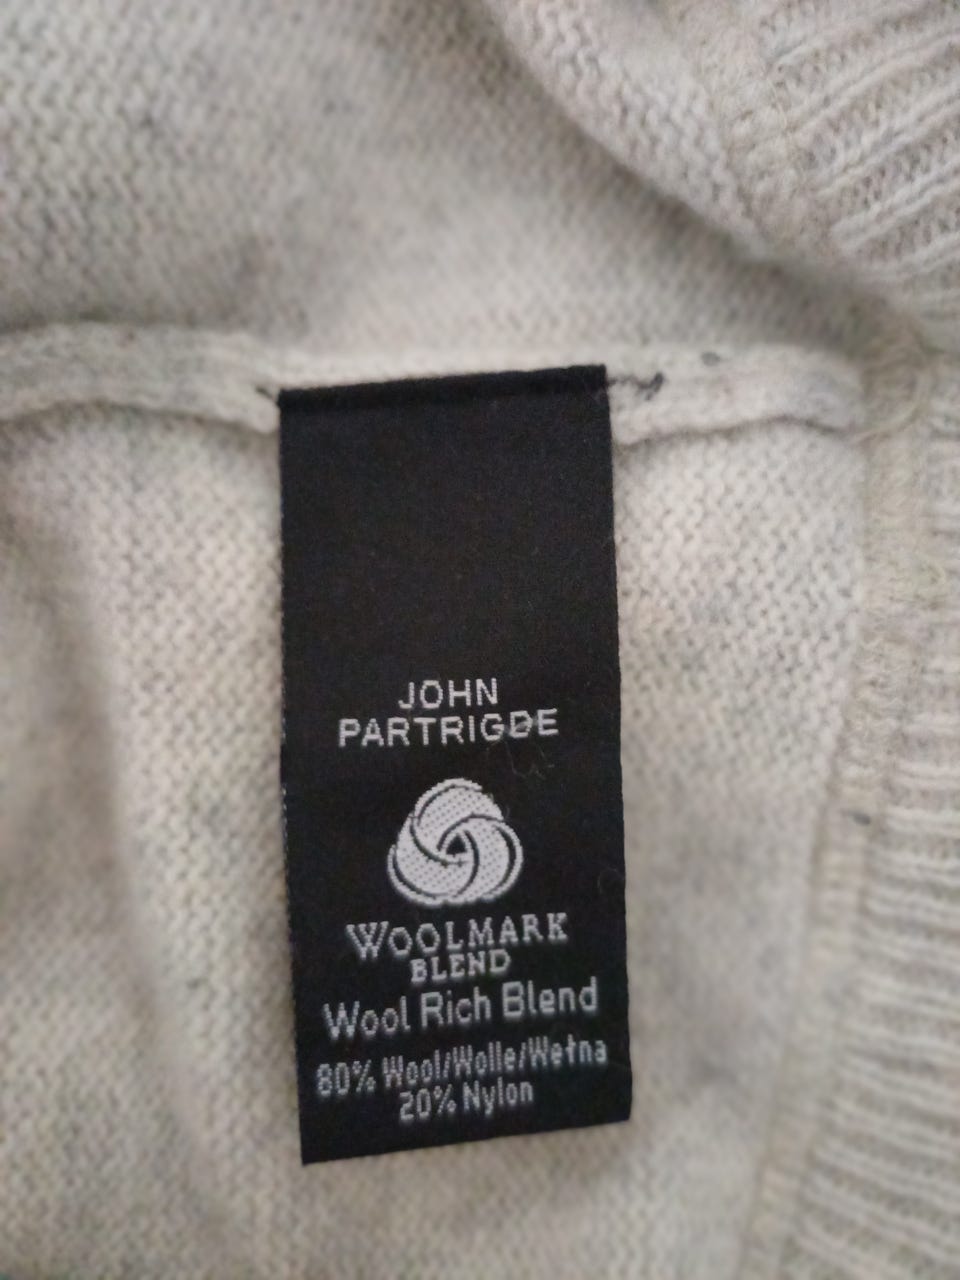 JOHN
PARTRIGDE
WOOLMARK
BLEND
Wool Rich Blend
80% Wool/Wolle/Wełna
20% Nylon